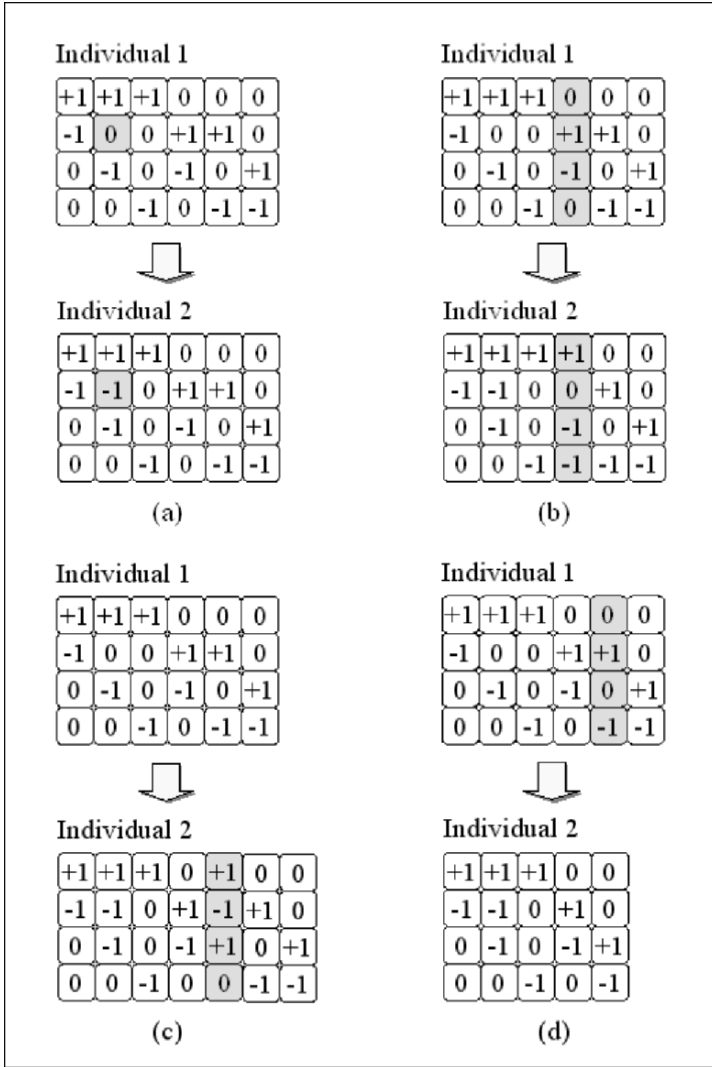 Individual 1
+1 +1 +1 0 0 0
-1 0 0 +1 +1 0
0 -1 0 -1 0 +1
0 0 -1 0 -1 -1
Individual 2
+1 +1 +1 0 0 0
-1 -1 0 +1 +1 0
0 -1 0 -1 0 +1
0 0 -1 0 -1 -1
(a)
Individual 1
+1 +1 +1 0 0 0
-1 0 0 +1 +1 0
0 -1 0 -1 0 +1
0 0 -1 0 -1 -1
Individual 2
+1 +1 +1 +1 0 0
-1 -1 0 0 +1 0
0 -1 0 -1 0 +1
0 0 -1 -1 -1 -1
(b)
Individual 1
+1 +1 +1 0 0 0
-1 0 0 +1 +1 0
0 -1 0 -1 0 +1
0 0 -1 0 -1 -1
Individual 2
+1 +1 +1 0 +1 0 0
-1 -1 0 +1 -1 +1 0
0 -1 0 -1 +1 0 +1
0 0 -1 0 0 -1 -1
(c)
Individual 1
+1 +1 +1 0 0 0
-1 0 0 +1 +1 0
0 -1 0 -1 0 +1
0 0 -1 0 -1 -1
Individual 2
+1 +1 +1 0 0
-1 -1 0 +1 0
0 -1 0 -1 +1
0 0 -1 0 -1
(d)